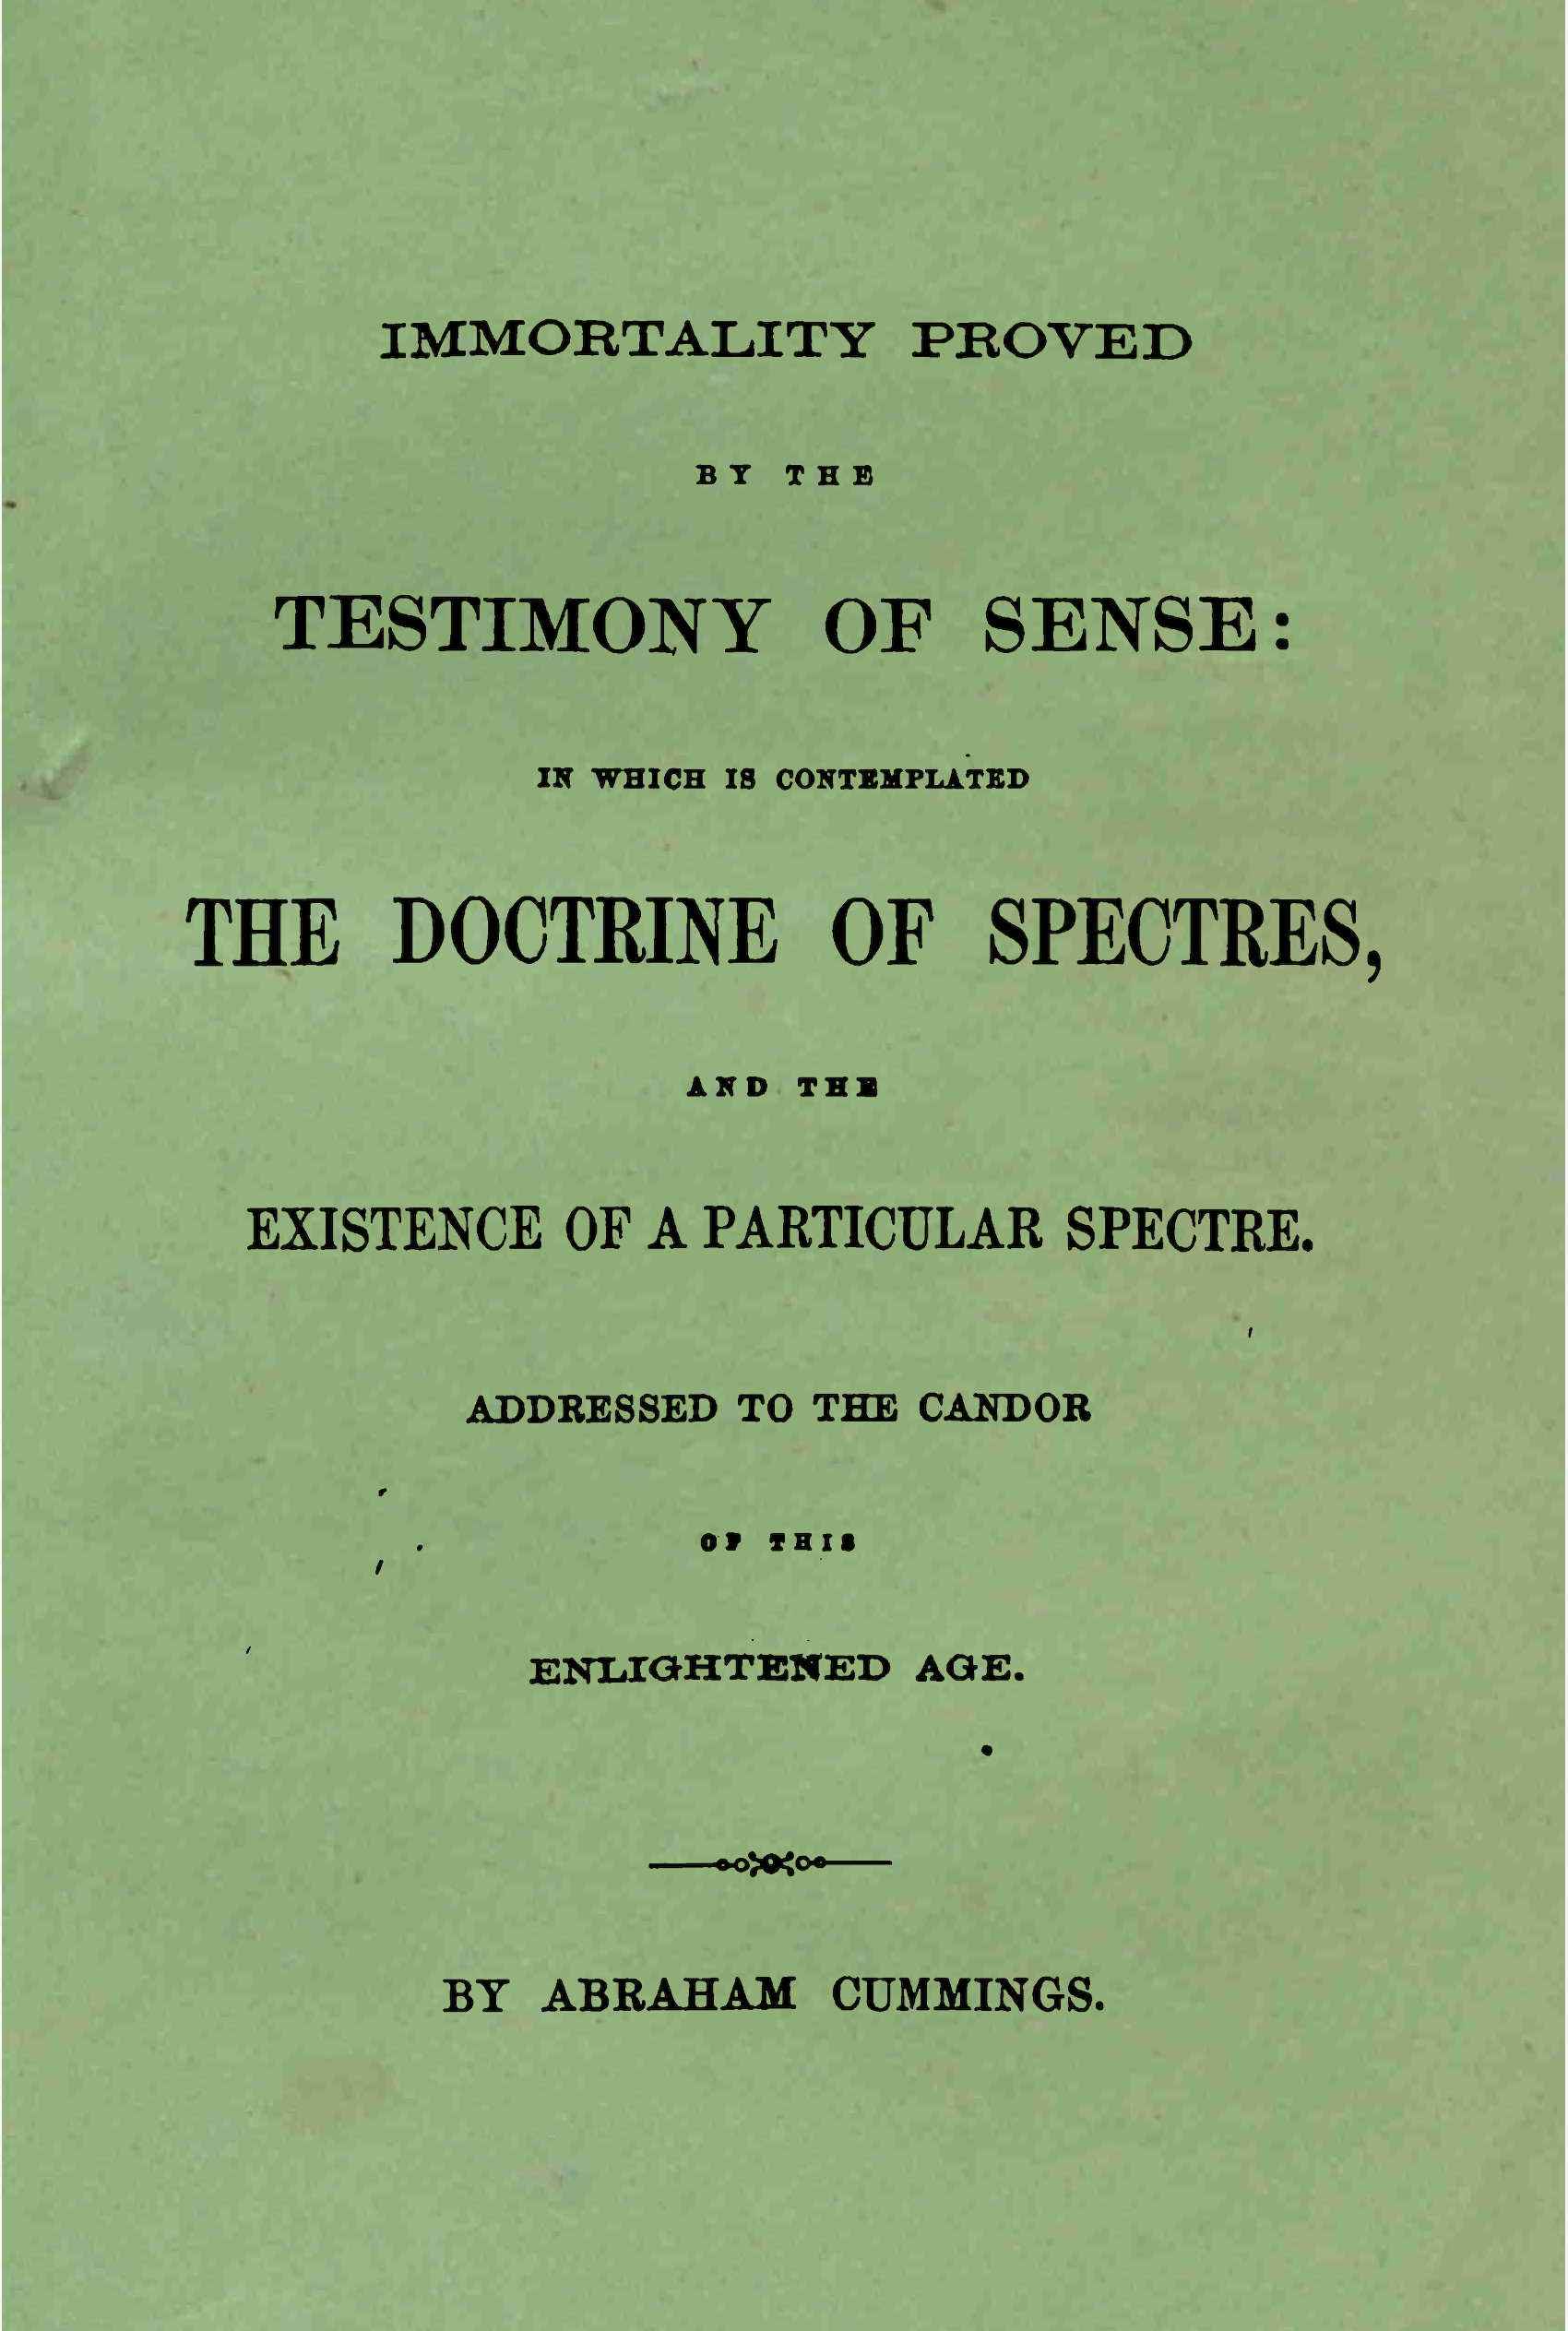 IMMORTALITY PROVED
BY THE
TESTIMONY OF SENSE:
IN WHICH IS CONTEMPLATED
THE DOCTRINE OF SPECTRES,
AND THE
EXISTENCE OF A PARTICULAR SPECTRE.
ADDRESSED TO THE CANDOR
OF THIS
ENLIGHTENED AGE.
BY ABRAHAM CUMMINGS.